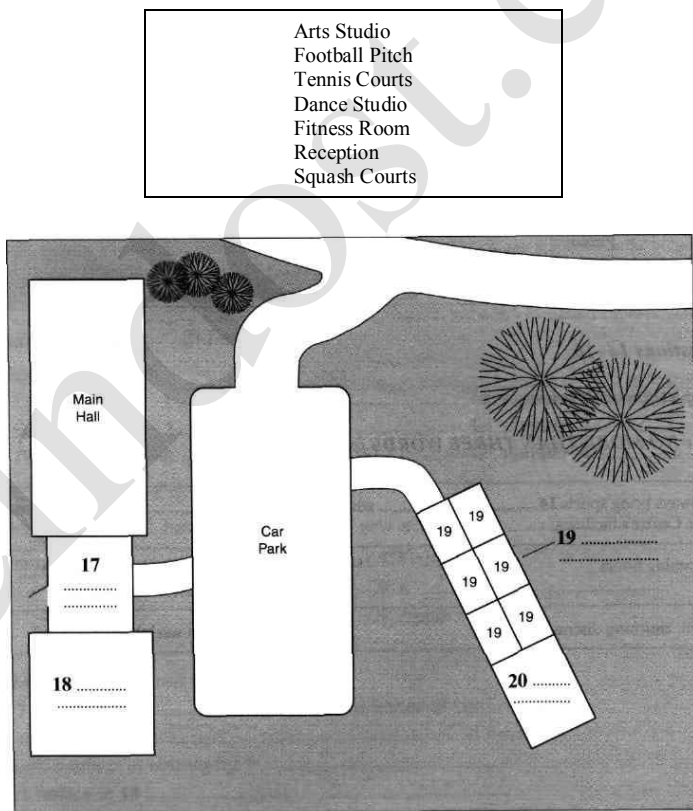 Arts Studio
Football Pitch
Tennis Courts
Dance Studio
Fitness Room
Reception
Squash Courts
Main
Hall
Car
Park
17 ............
............
18 ............
............
19 19
19 19
19 19
19 ............
............
20 ............
............